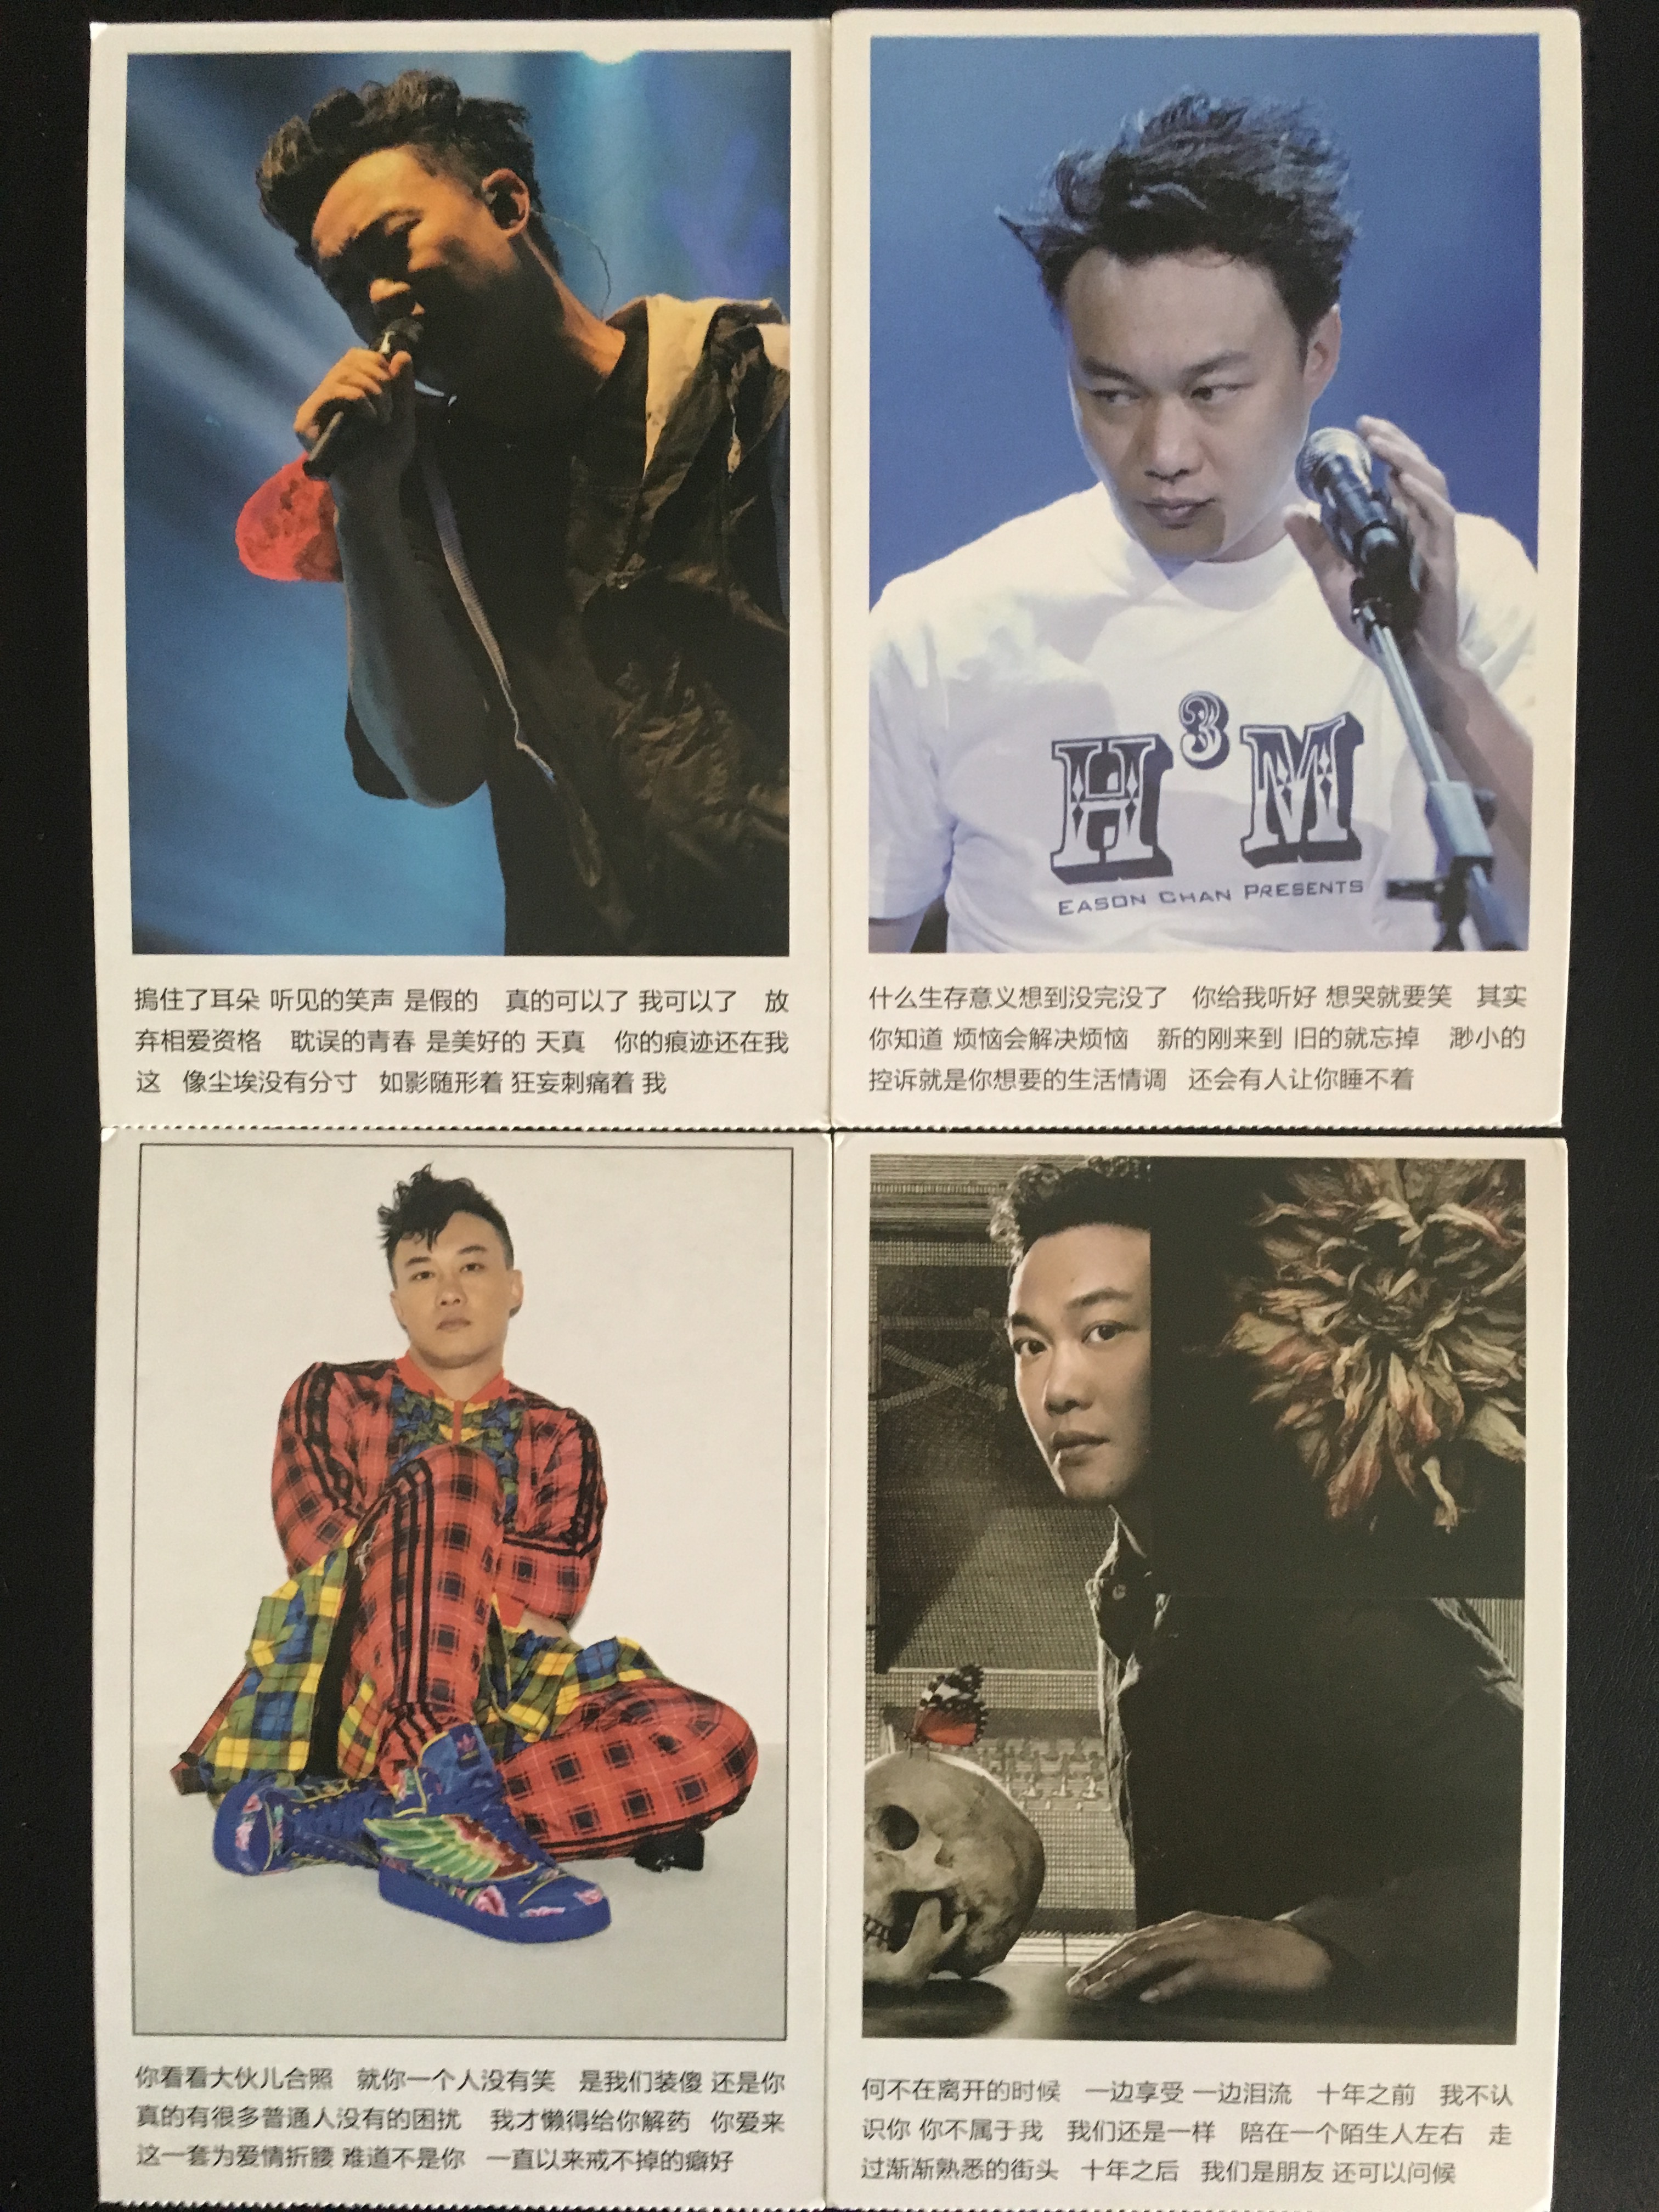 H³M
EASON CHAN PRESENTS
捂住了耳朵 听见的笑声 是假的 真的可以了 我可以了 放
弃相爱资格 耽误的青春 是美好的 天真 你的痕迹还在我
这 像尘埃没有分寸 如影随形着 狂妄刺痛着 我
什么生存意义想到没完没了 你给我听好 想哭就要笑 其实
你知道 烦恼会解决烦恼 新的刚来到 旧的就忘掉 渺小的
控诉就是你想要的生活情调 还会有人让你睡不着
你看看大伙儿合照 就你一个人没有笑 是我们装傻 还是你
真的有很多普通人没有的困扰 我才懒得给你解药 你爱来
这一套为爱情折腰 难道不是你 一直以来戒不掉的癖好
何不在离开的时候 一边享受 一边泪流 十年之前 我不认
识你 你不属于我 我们还是一样 陪在一个陌生人左右 走
过渐渐熟悉的街头 十年之后 我们是朋友 还可以问候